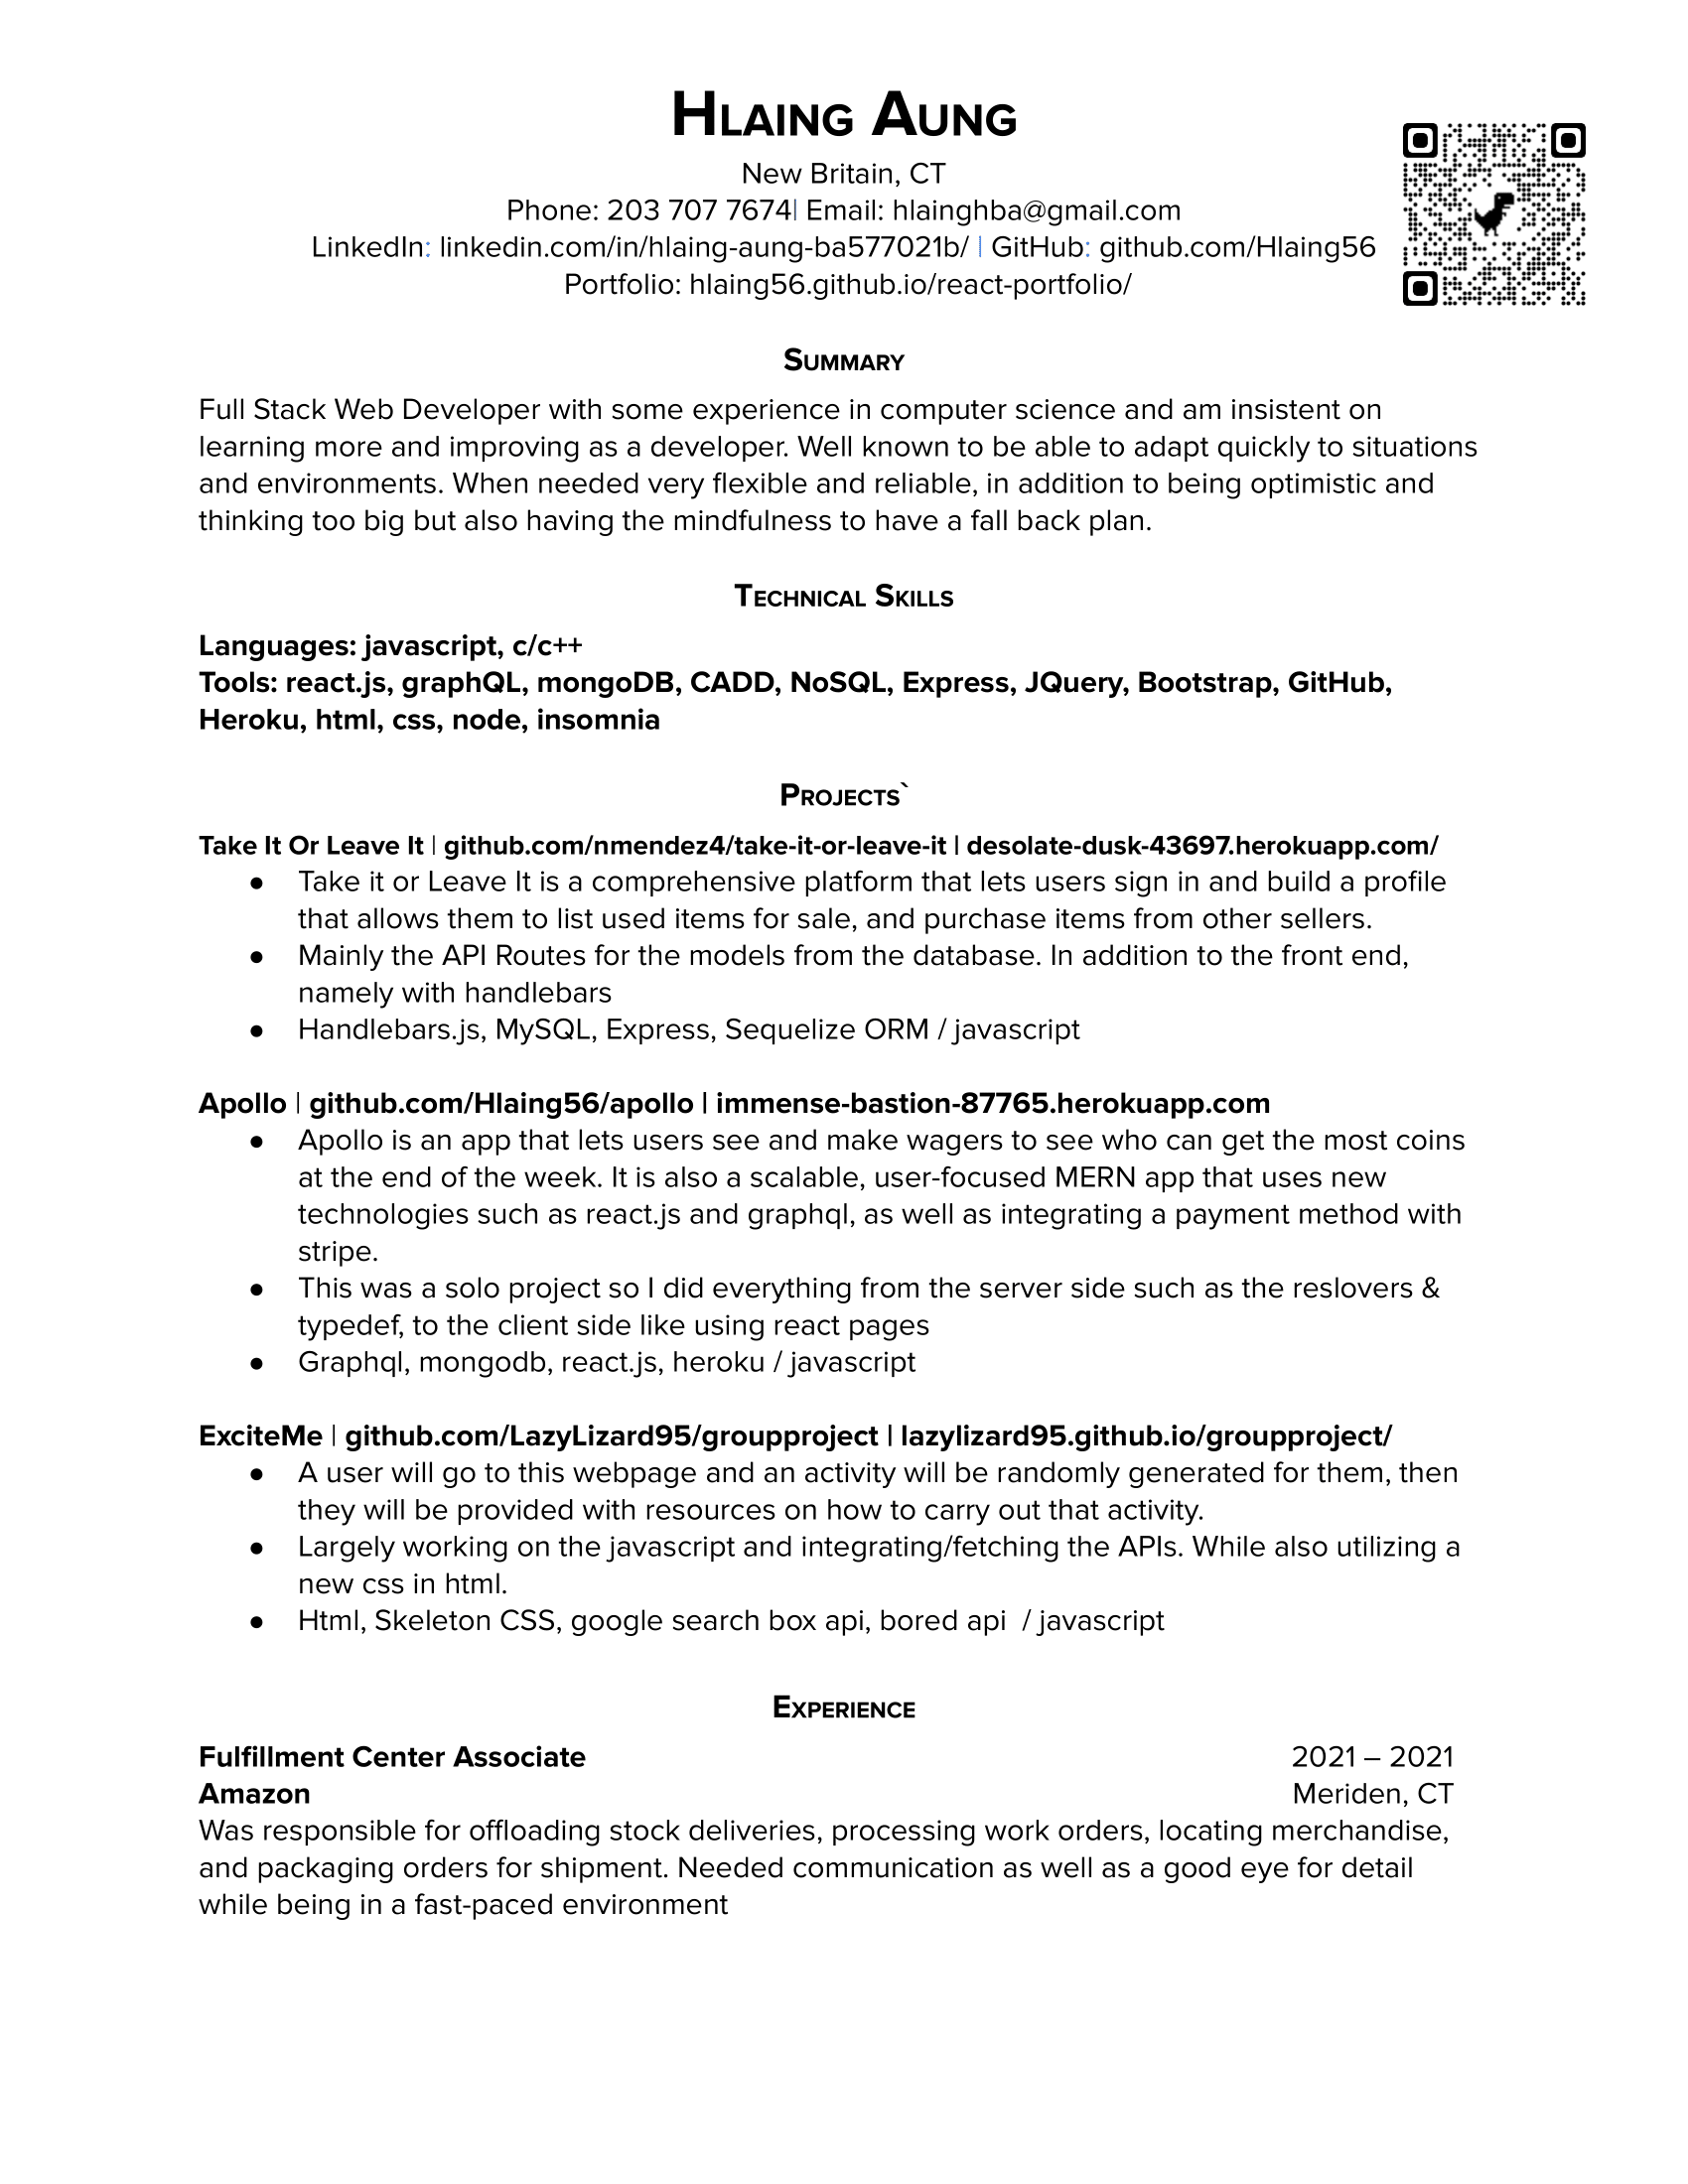 Hlaing Aung
New Britain, CT
Phone: 203 707 7674| Email: hlainghba@gmail.com
LinkedIn: linkedin.com/in/hlaing-aung-ba577021b/ | GitHub: github.com/Hlaing56
Portfolio: hlaing56.github.io/react-portfolio/
Summary
Full Stack Web Developer with some experience in computer science and am insistent on
learning more and improving as a developer. Well known to be able to adapt quickly to situations
and environments. When needed very flexible and reliable, in addition to being optimistic and
thinking too big but also having the mindfulness to have a fall back plan.
Technical Skills
Languages: javascript, c/c++
Tools: react.js, graphQL, mongoDB, CADD, NoSQL, Express, JQuery, Bootstrap, GitHub,
Heroku, html, css, node, insomnia
Projects`
Take It Or Leave It | github.com/nmendez4/take-it-or-leave-it | desolate-dusk-43697.herokuapp.com/
● Take it or Leave It is a comprehensive platform that lets users sign in and build a profile
that allows them to list used items for sale, and purchase items from other sellers.
● Mainly the API Routes for the models from the database. In addition to the front end,
namely with handlebars
● Handlebars.js, MySQL, Express, Sequelize ORM / javascript
Apollo | github.com/Hlaing56/apollo | immense-bastion-87765.herokuapp.com
● Apollo is an app that lets users see and make wagers to see who can get the most coins
at the end of the week. It is also a scalable, user-focused MERN app that uses new
technologies such as react.js and graphql, as well as integrating a payment method with
stripe.
● This was a solo project so I did everything from the server side such as the reslovers &
typedef, to the client side like using react pages
● Graphql, mongodb, react.js, heroku / javascript
ExciteMe | github.com/LazyLizard95/groupproject | lazylizard95.github.io/groupproject/
● A user will go to this webpage and an activity will be randomly generated for them, then
they will be provided with resources on how to carry out that activity.
● Largely working on the javascript and integrating/fetching the APIs. While also utilizing a
new css in html.
● Html, Skeleton CSS, google search box api, bored api  / javascript
Experience
Fulfillment Center Associate 2021 – 2021
Amazon Meriden, CT
Was responsible for offloading stock deliveries, processing work orders, locating merchandise,
and packaging orders for shipment. Needed communication as well as a good eye for detail
while being in a fast-paced environment